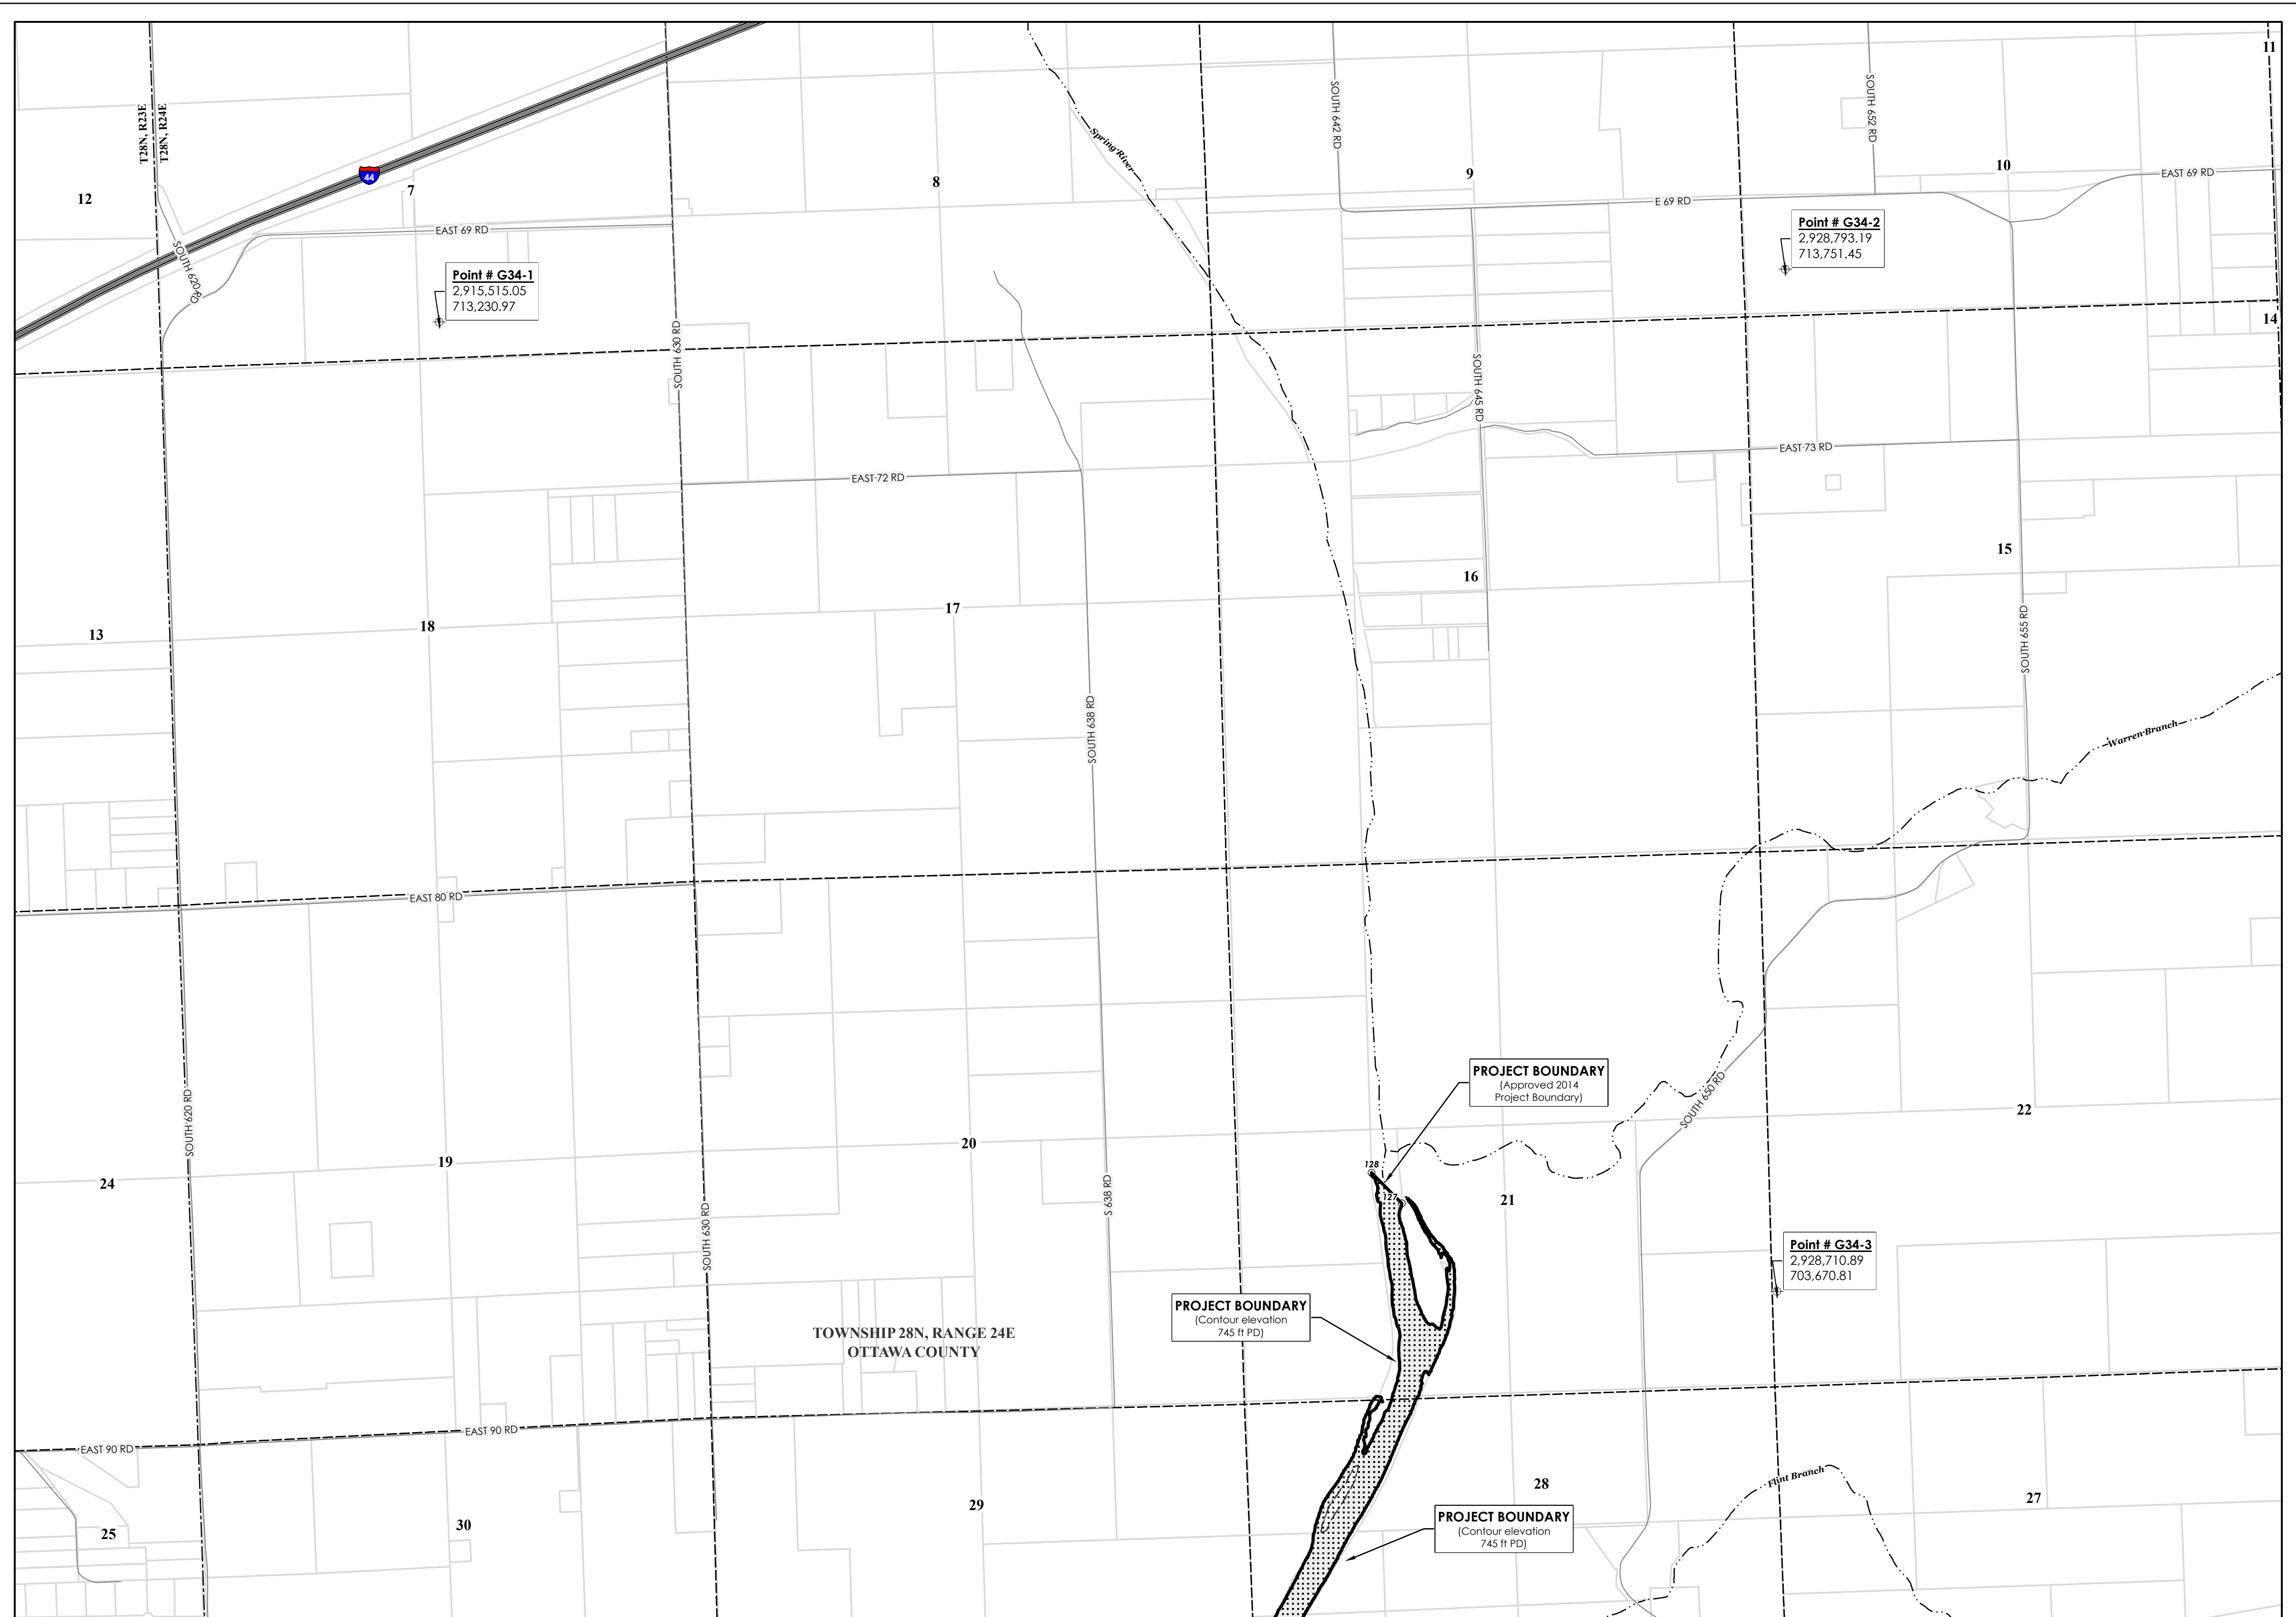 11
T28N, R23E
T28N, R24E
SOUTH 642 RD
SOUTH 652 RD
Spring River
44
12
7
8
9
10
EAST 69 RD
E 69 RD
EAST 69 RD
SOUTH 620 RD
Point # G34-1
2,915,515.05
713,230.97
Point # G34-2
2,928,793.19
713,751.45
14
SOUTH 630 RD
SOUTH 645 RD
EAST 72 RD
EAST 73 RD
15
16
17
18
13
SOUTH 655 RD
SOUTH 638 RD
Warren Branch
EAST 80 RD
PROJECT BOUNDARY
(Approved 2014
Project Boundary)
SOUTH 650 RD
22
SOUTH 620 RD
20
19
24
128
127
21
S 638 RD
SOUTH 630 RD
Point # G34-3
2,928,710.89
703,670.81
PROJECT BOUNDARY
(Contour elevation
745 ft PD)
TOWNSHIP 28N, RANGE 24E
OTTAWA COUNTY
EAST 90 RD
EAST 90 RD
Flint Branch
28
27
29
30
25
PROJECT BOUNDARY
(Contour elevation
745 ft PD)